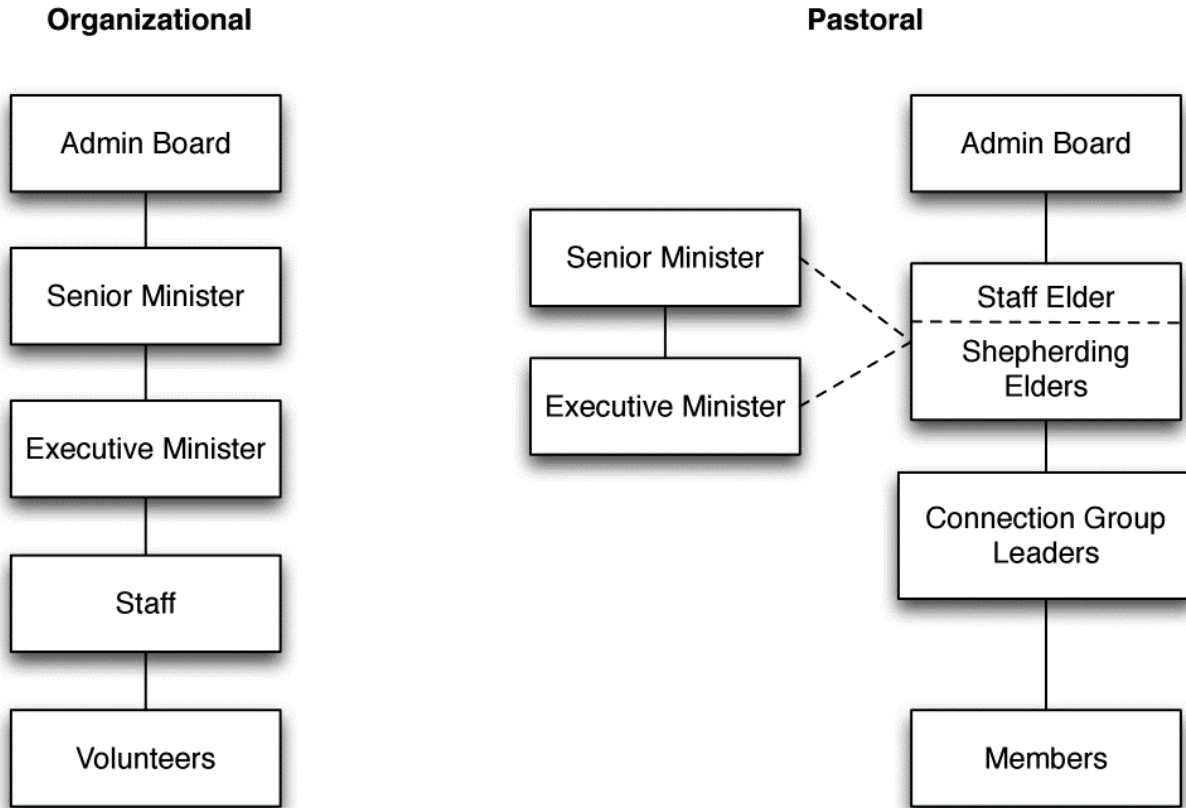 Organizational
Admin Board
Senior Minister
Executive Minister
Staff
Volunteers
Pastoral
Senior Minister
Executive Minister
Admin Board
Staff Elder
Shepherding
Elders
Connection Group
Leaders
Members